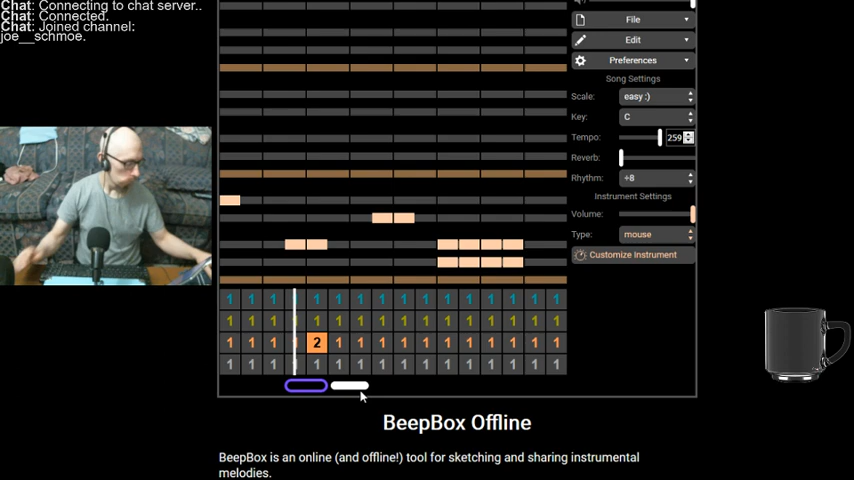 Chat: Connecting to chat server..
Chat: Connected.
Chat: Joined channel:
joe__schmoe.
File
Edit
Preferences
Song Settings
Scale: easy :)
Key: C
Tempo: 259
Reverb:
Rhythm: ÷8
Instrument Settings
Volume:
Type: mouse
Customize Instrument
1 1 1 1 1 1 1 1 1 1 1 1 1 1 1 1
1 1 1 1 1 1 1 1 1 1 1 1 1 1 1 1
1 1 1 1 2 1 1 1 1 1 1 1 1 1 1 1
1 1 1 1 1 1 1 1 1 1 1 1 1 1 1 1
BeepBox Offline
BeepBox is an online (and offline!) tool for sketching and sharing instrumental
melodies.